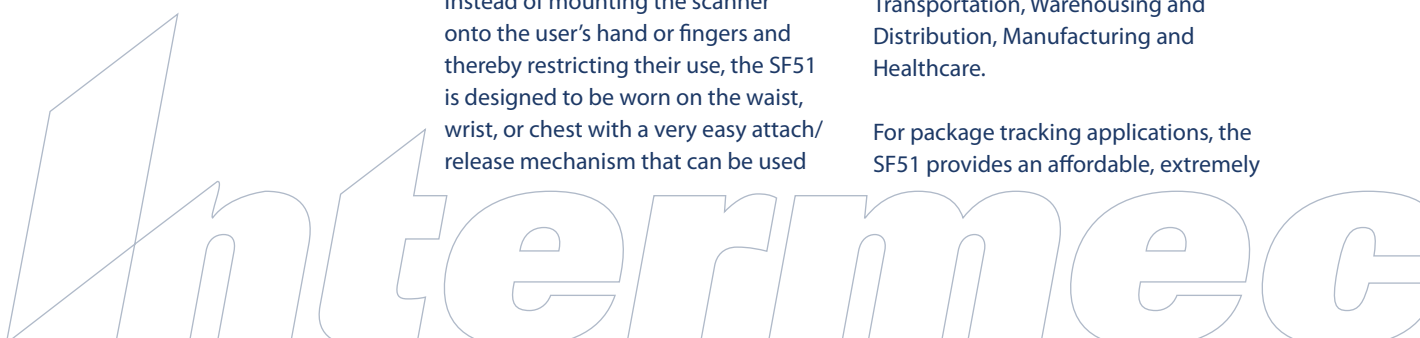 Instead of mounting the scanner
onto the user's hand or fingers and
thereby restricting their use, the SF51
is designed to be worn on the waist,
wrist, or chest with a very easy attach/
release mechanism that can be used
Transportation, Warehousing and
Distribution, Manufacturing and
Healthcare.
For package tracking applications, the
SF51 provides an affordable, extremely
Intermec